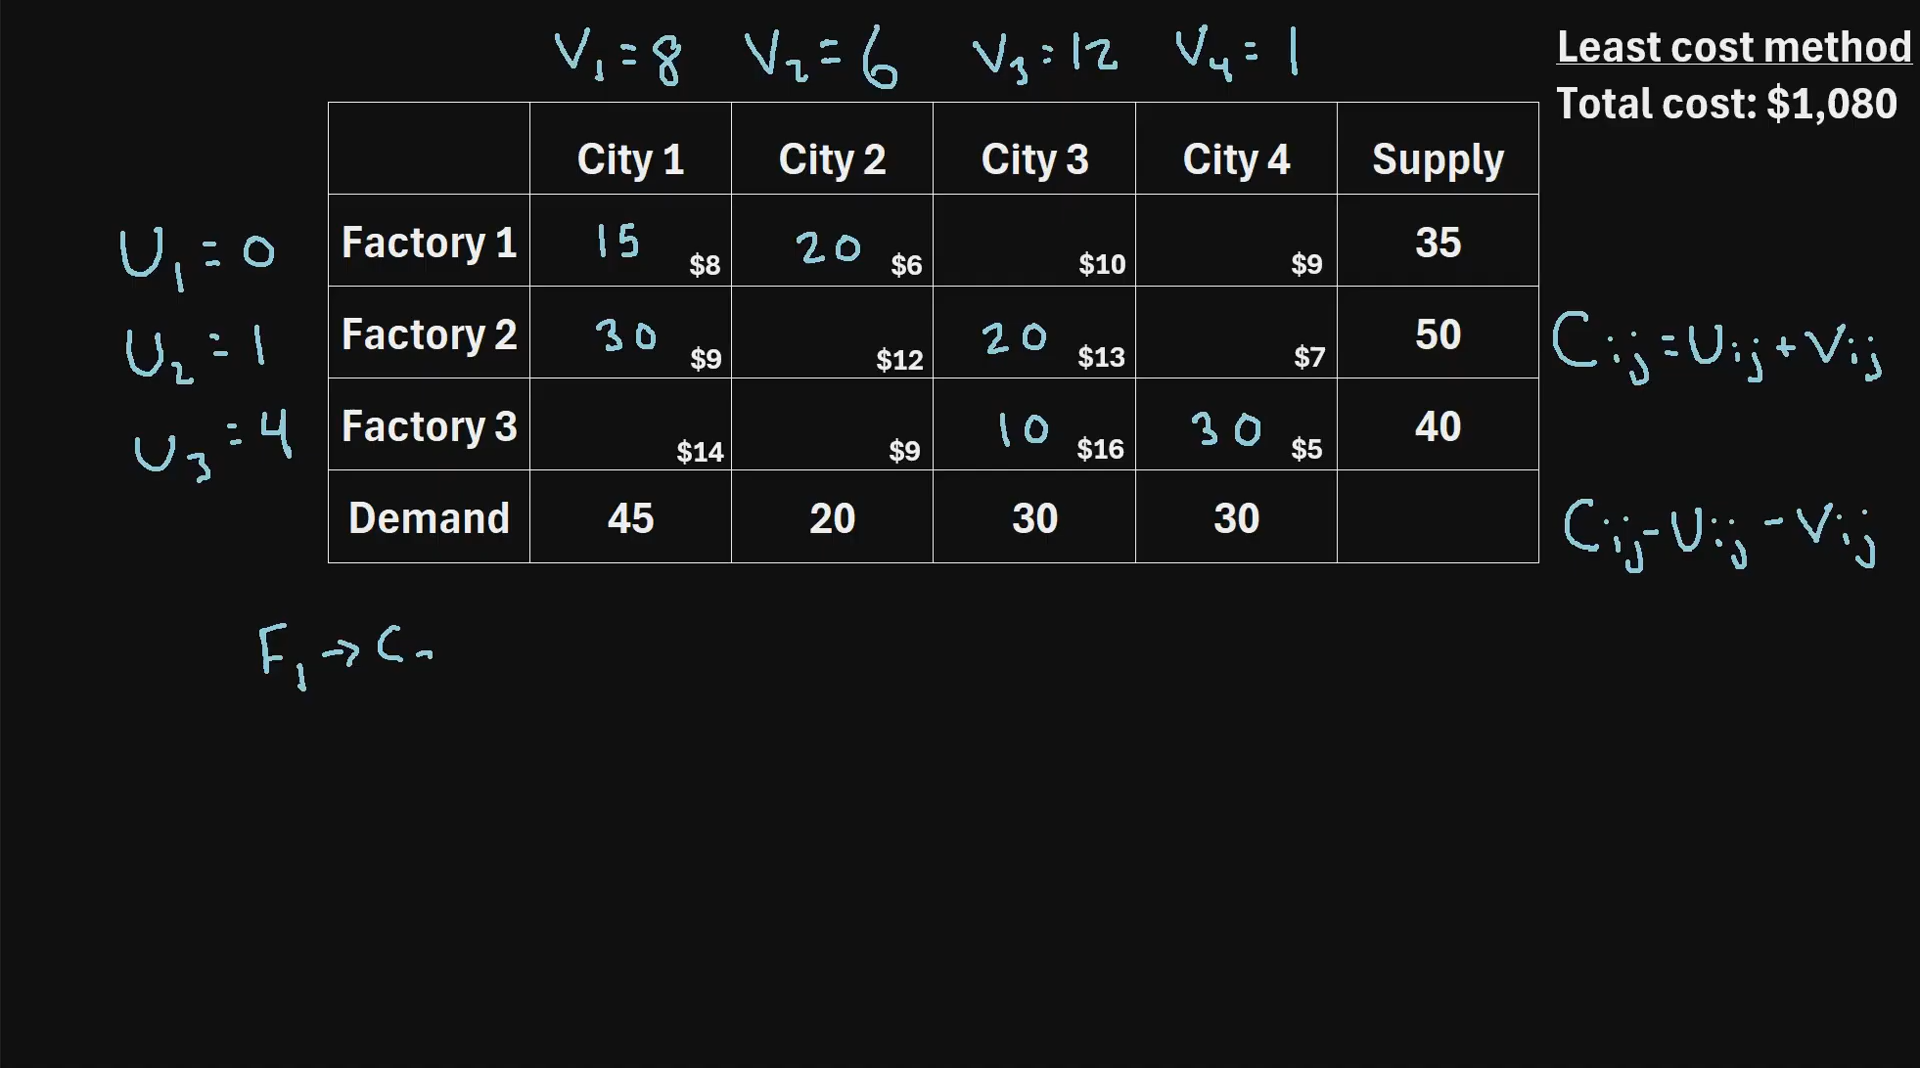 V1 = 8 V2 = 6 V3 = 12 V4 = 1
Least cost method
Total cost: $1,080
City 1 City 2 City 3 City 4 Supply
U1 = 0 Factory 1 15 $8 20 $6 $10 $9 35
U2 = 1 Factory 2 30 $9 $12 20 $13 $7 50
U3 = 4 Factory 3 $14 $9 10 $16 30 $5 40
Cij = Uij + Vij
Demand 45 20 30 30
Cij - Uij - Vij
F1 → C